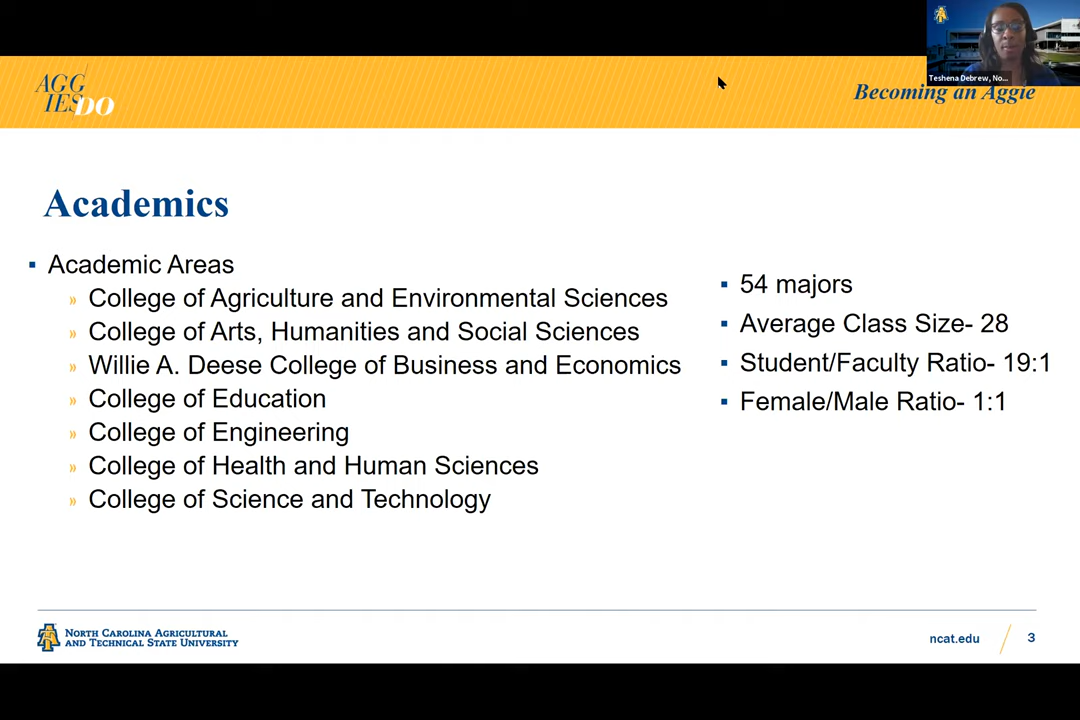 Teshena Debrew, No...
AGG
IES DO
Becoming an Aggie
Academics
Academic Areas
College of Agriculture and Environmental Sciences
College of Arts, Humanities and Social Sciences
Willie A. Deese College of Business and Economics
College of Education
College of Engineering
College of Health and Human Sciences
College of Science and Technology
54 majors
Average Class Size- 28
Student/Faculty Ratio- 19:1
Female/Male Ratio- 1:1
North Carolina Agricultural
and Technical State University
ncat.edu
3